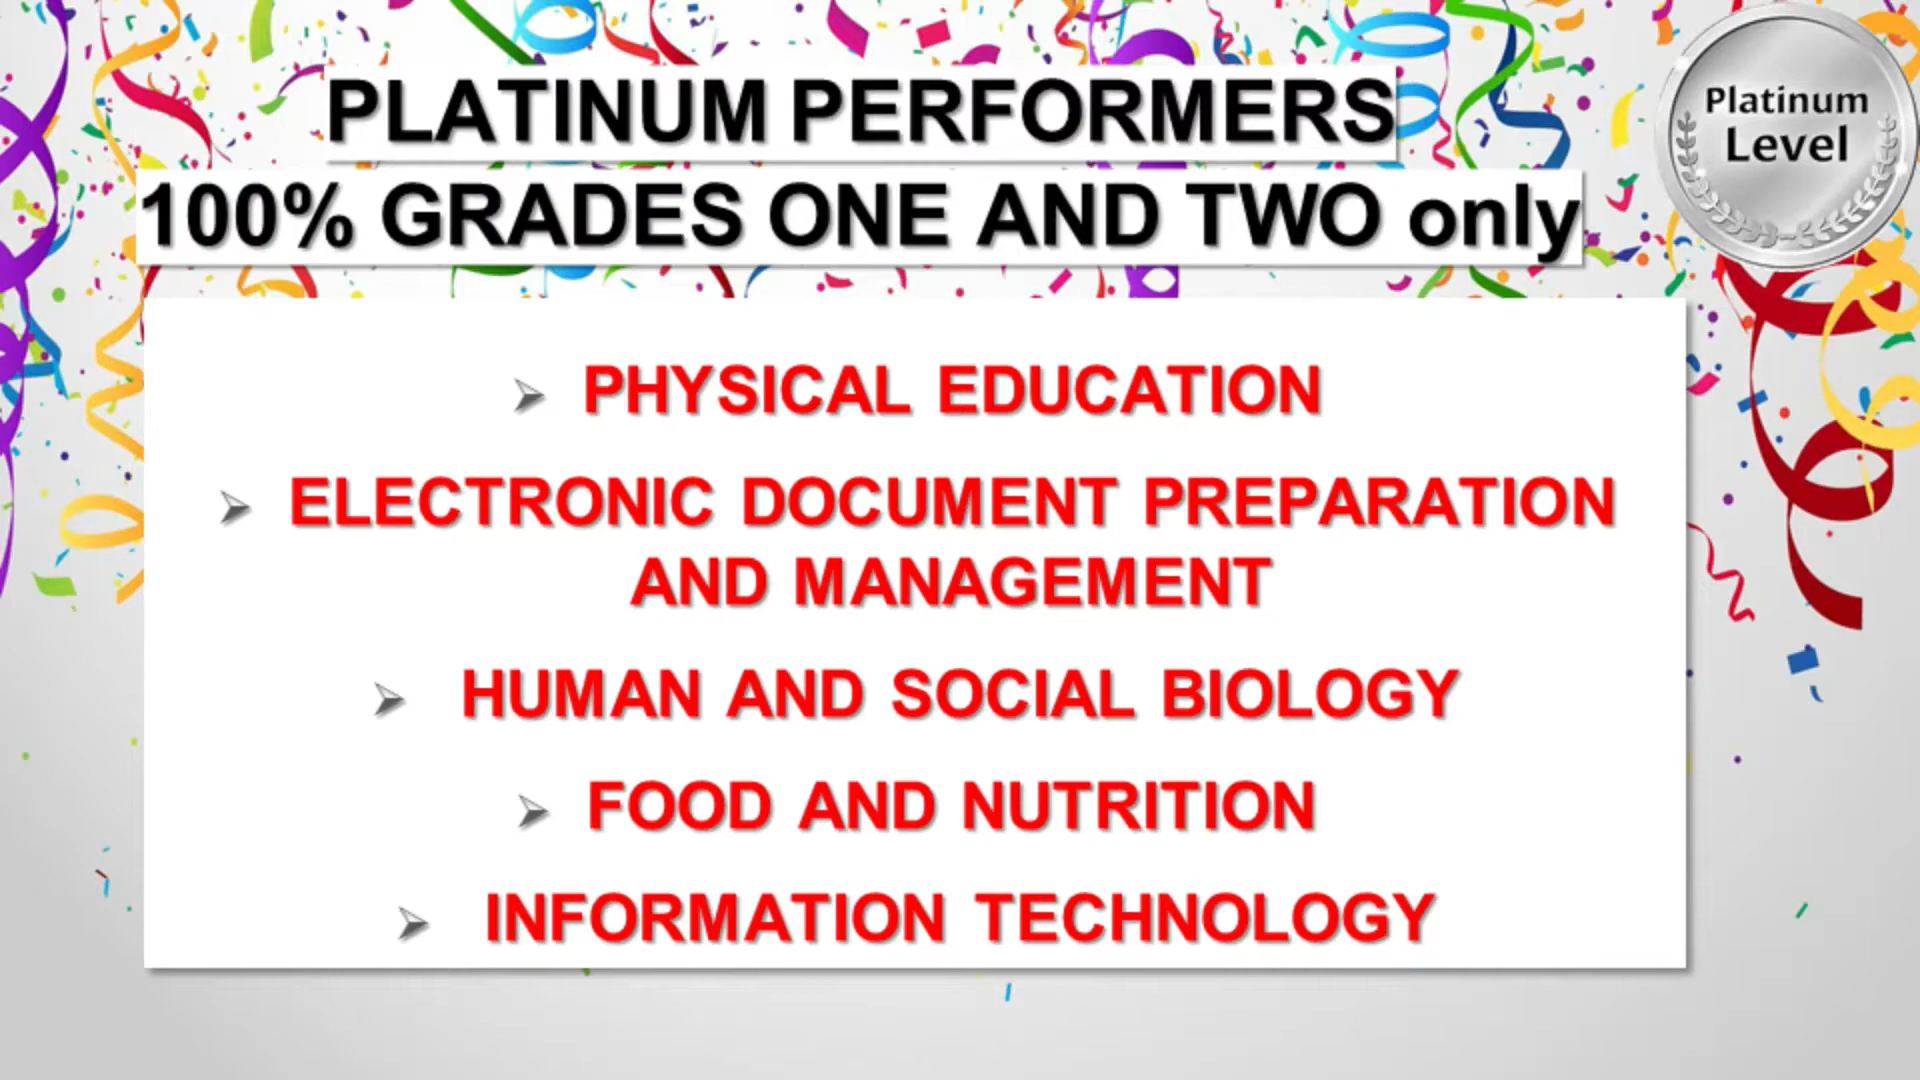 PLATINUM PERFORMERS
100% GRADES ONE AND TWO only
Platinum
Level
➢ PHYSICAL EDUCATION
➢ ELECTRONIC DOCUMENT PREPARATION
AND MANAGEMENT
➢ HUMAN AND SOCIAL BIOLOGY
➢ FOOD AND NUTRITION
➢ INFORMATION TECHNOLOGY